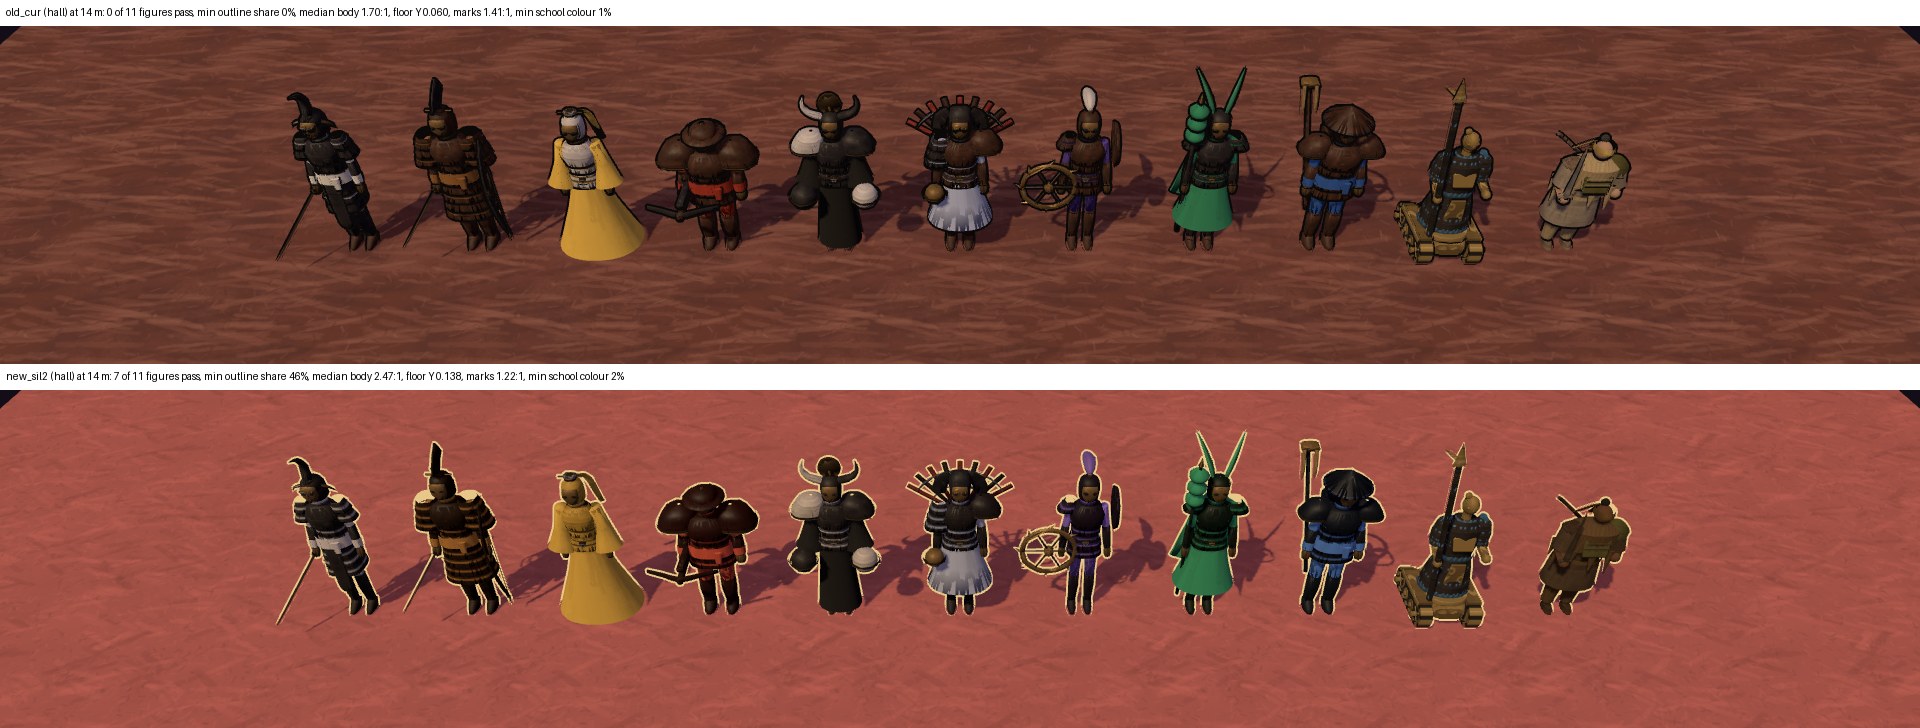 old_cur (hall) at 14 m: 0 of 11 figures pass, min outline share 0%, median body 1.70:1, floor Y 0.060, marks 1.41:1, min school colour 1%
new_sil2 (hall) at 14 m: 7 of 11 figures pass, min outline share 46%, median body 2.47:1, floor Y 0.138, marks 1.22:1, min school colour 2%